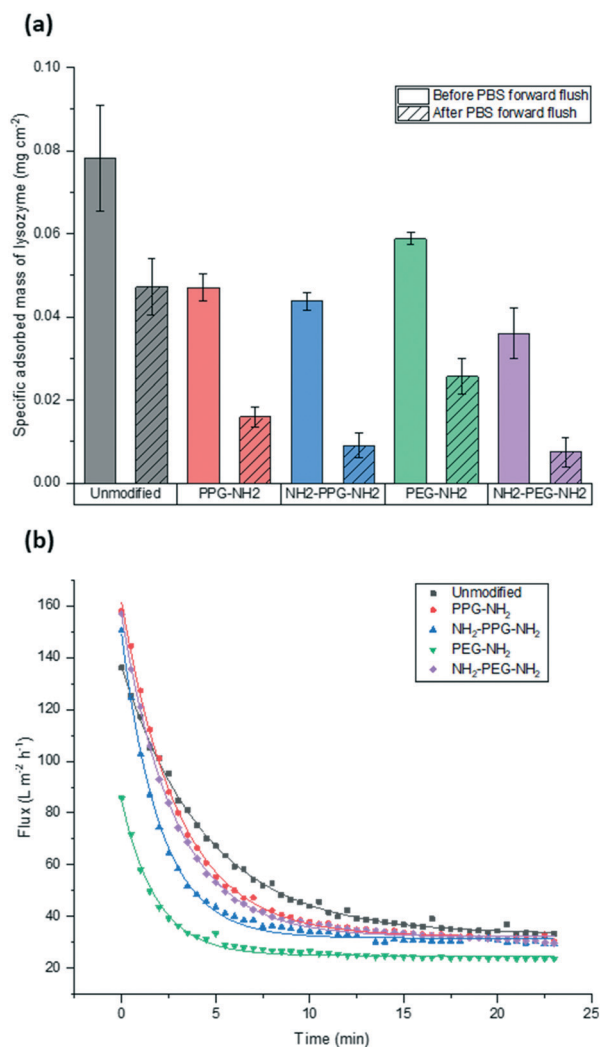 (a)
Specific adsorbed mass of lysozyme (mg cm⁻²)
0.10
0.08
0.06
0.04
0.02
0.00
Before PBS forward flush
After PBS forward flush
Unmodified PPG-NH2 NH2-PPG-NH2 PEG-NH2 NH2-PEG-NH2
(b)
Flux (L m⁻² h⁻¹)
160
140
120
100
80
60
40
20
Unmodified
PPG-NH₂
NH₂-PPG-NH₂
PEG-NH₂
NH₂-PEG-NH₂
0 5 10 15 20 25
Time (min)